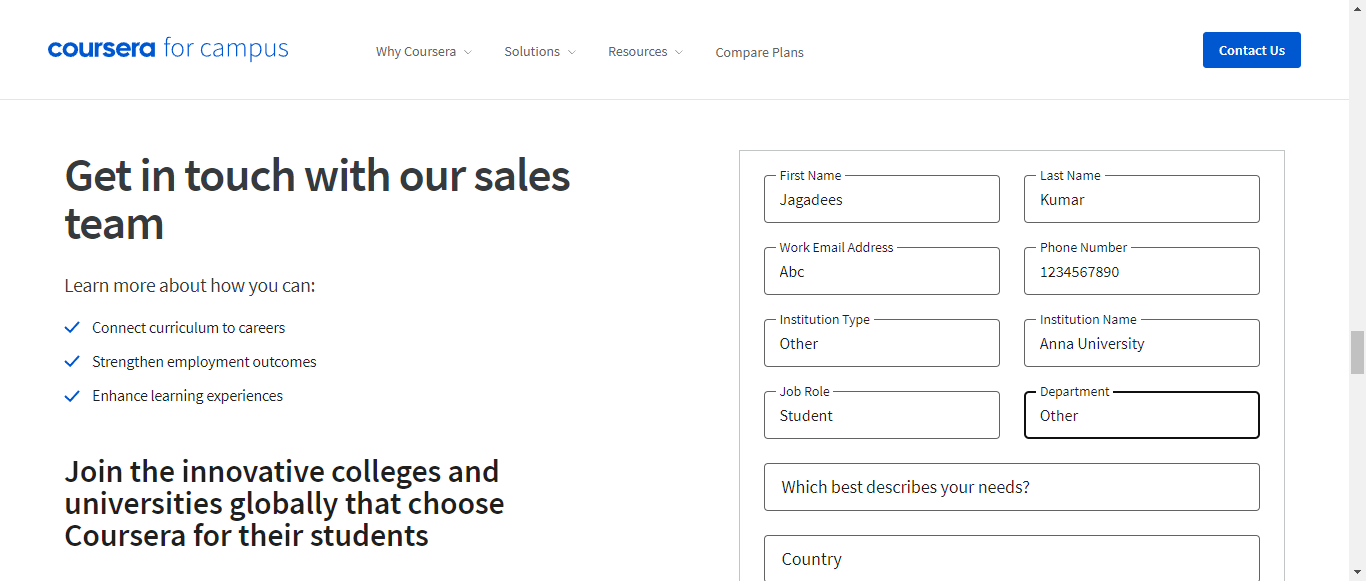 coursera for campus
Why Coursera
Solutions
Resources
Compare Plans
Contact Us
Get in touch with our sales
team
Learn more about how you can:
Connect curriculum to careers
Strengthen employment outcomes
Enhance learning experiences
Join the innovative colleges and
universities globally that choose
Coursera for their students
First Name
Jagadees
Last Name
Kumar
Work Email Address
Abc
Phone Number
1234567890
Institution Type
Other
Institution Name
Anna University
Job Role
Student
Department
Other
Which best describes your needs?
Country